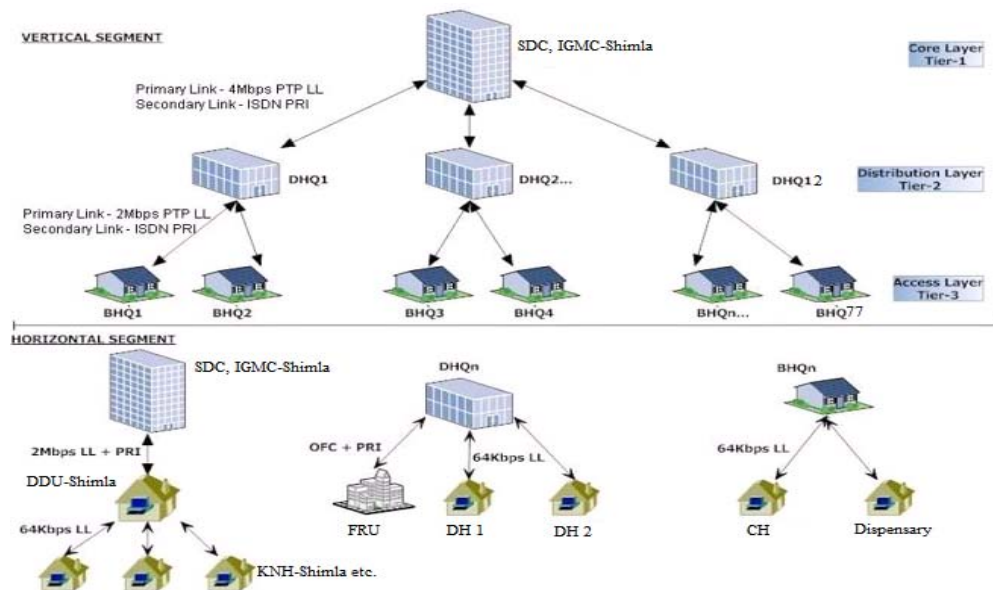 VERTICAL SEGMENT
SDC, IGMC-Shimla
Core Layer
Tier-1
Primary Link - 4Mbps PTP LL
Secondary Link - ISDN PRI
DHQ1
DHQ2...
DHQ12
Distribution Layer
Tier-2
Primary Link - 2Mbps PTP LL
Secondary Link - ISDN PRI
BHQ1
BHQ2
BHQ3
BHQ4
BHQn...
BHQ77
Access Layer
Tier-3
HORIZONTAL SEGMENT
SDC, IGMC-Shimla
DHQn
BHQn
2Mbps LL + PRI
OFC + PRI
64Kbps LL
64Kbps LL
DDU-Shimla
64Kbps LL
FRU
DH 1
DH 2
CH
Dispensary
KNH-Shimla etc.